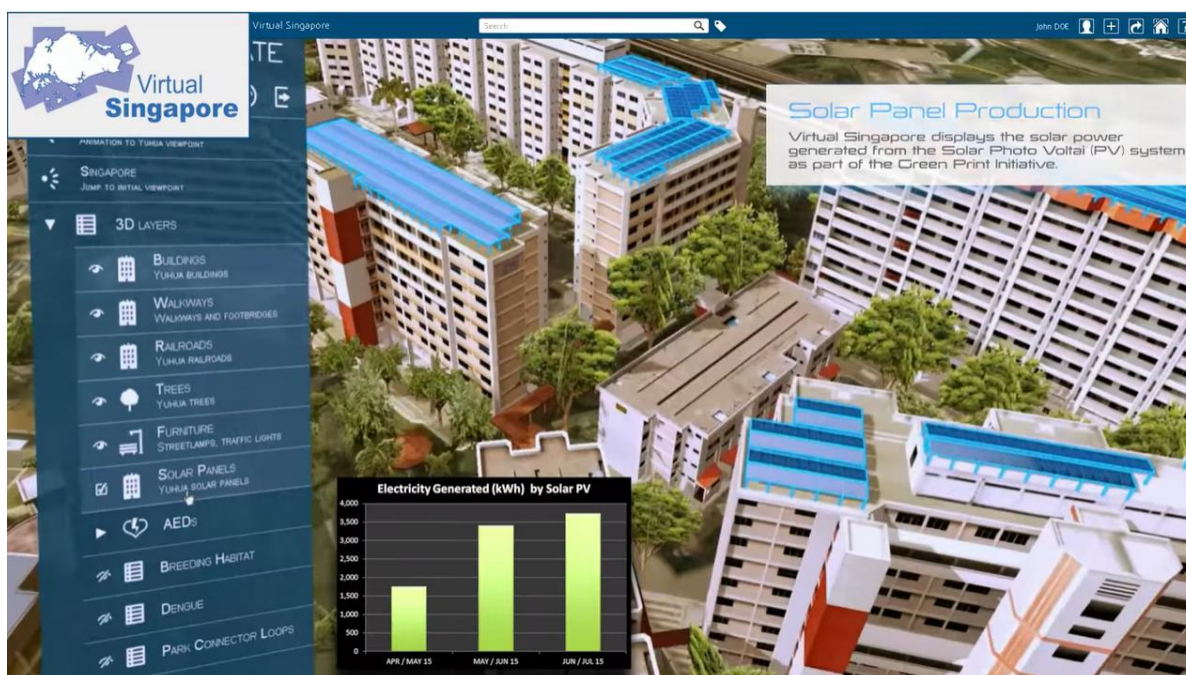 Virtual Singapore
Search
John DOE
ATE
Virtual
Singapore
ANIMATION TO YUHUA VIEWPOINT
SINGAPORE
JUMP TO INITIAL VIEWPOINT
3D LAYERS
BUILDINGS
YUHUA BUILDINGS
WALKWAYS
WALKWAYS AND FOOTBRIDGES
RAILROADS
YUHUA RAILROADS
TREES
YUHUA TREES
FURNITURE
STREETLAMPS, TRAFFIC LIGHTS
SOLAR PANELS
YUHUA SOLAR PANELS
AEDS
BREEDING HABITAT
DENGUE
PARK CONNECTOR LOOPS
Solar Panel Production
Virtual Singapore displays the solar power
generated from the Solar Photo Voltai (PV) system
as part of the Green Print Initiative.
Electricity Generated (kWh) by Solar PV
4,000
3,500
3,000
2,500
2,000
1,500
1,000
500
0
APR / MAY 15
MAY / JUN 15
JUN / JUL 15